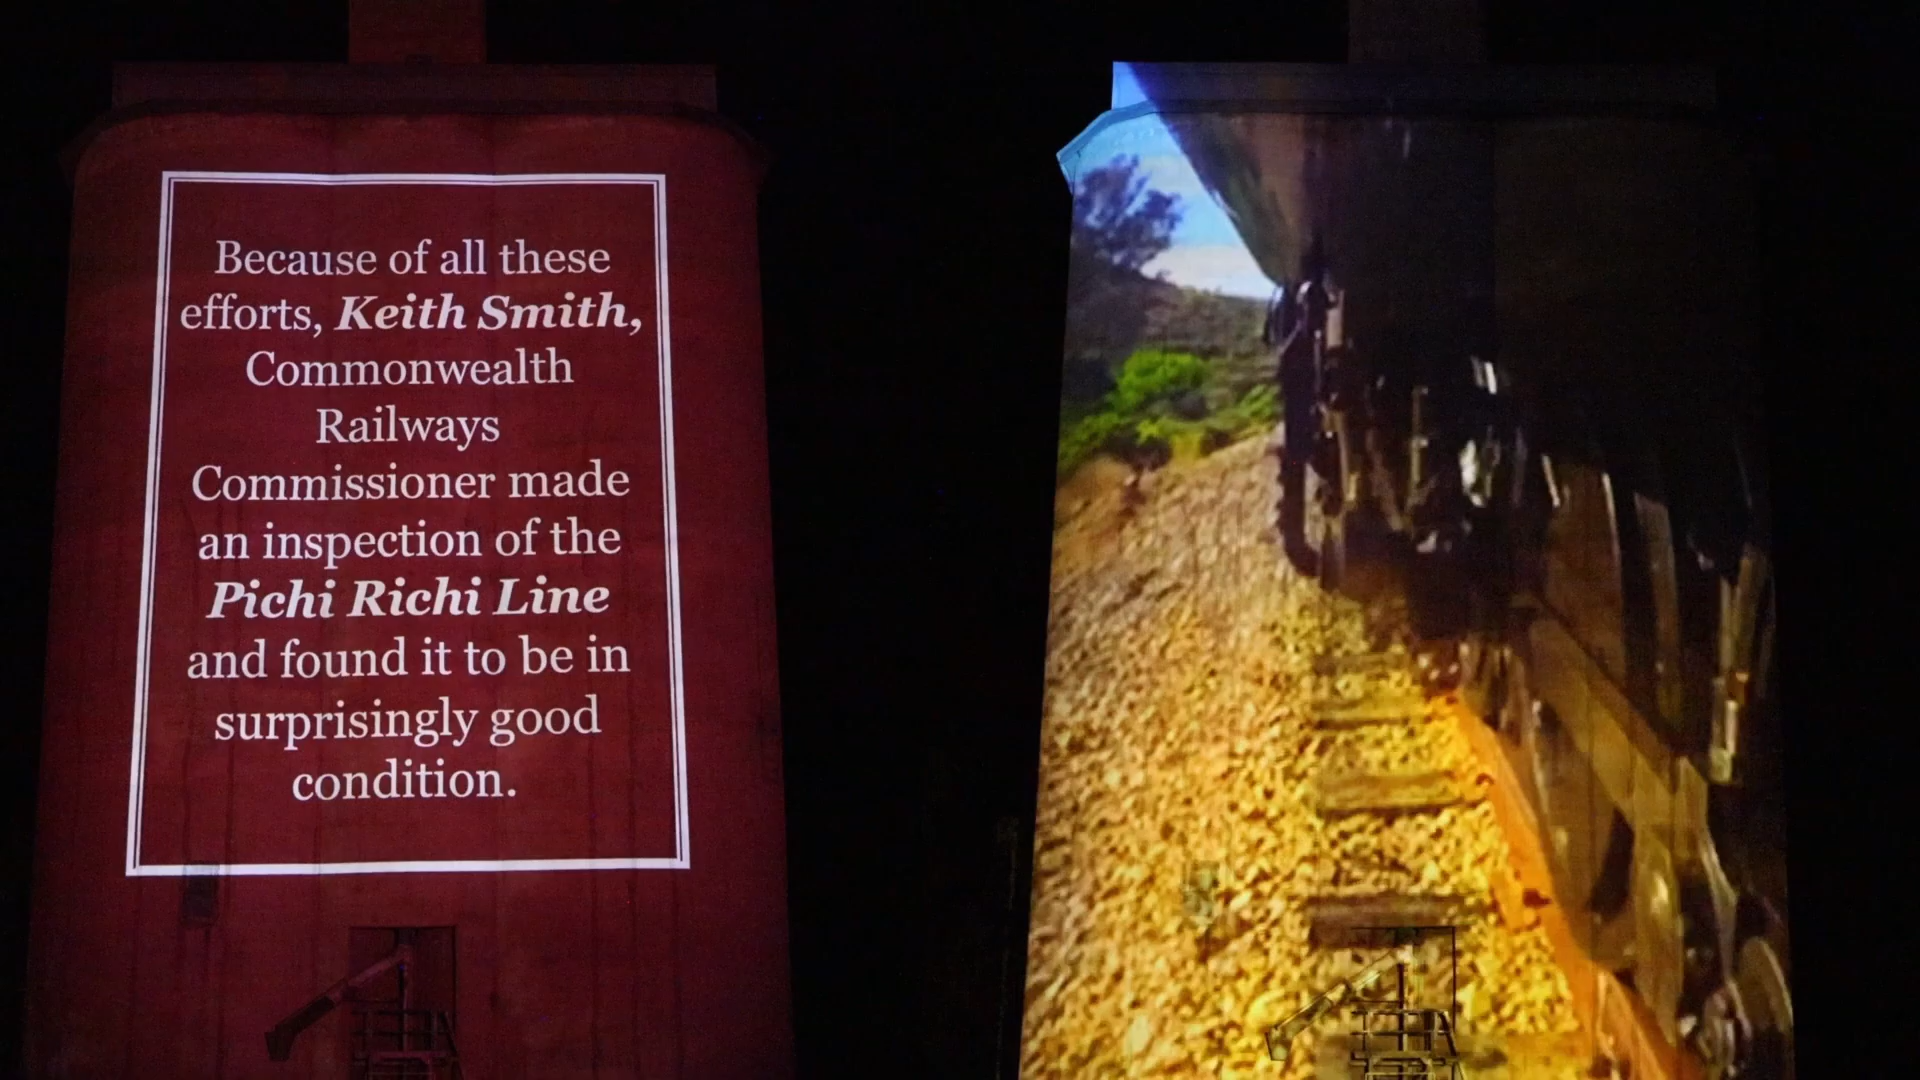 Because of all these
efforts, Keith Smith,
Commonwealth
Railways
Commissioner made
an inspection of the
Pichi Richi Line
and found it to be in
surprisingly good
condition.